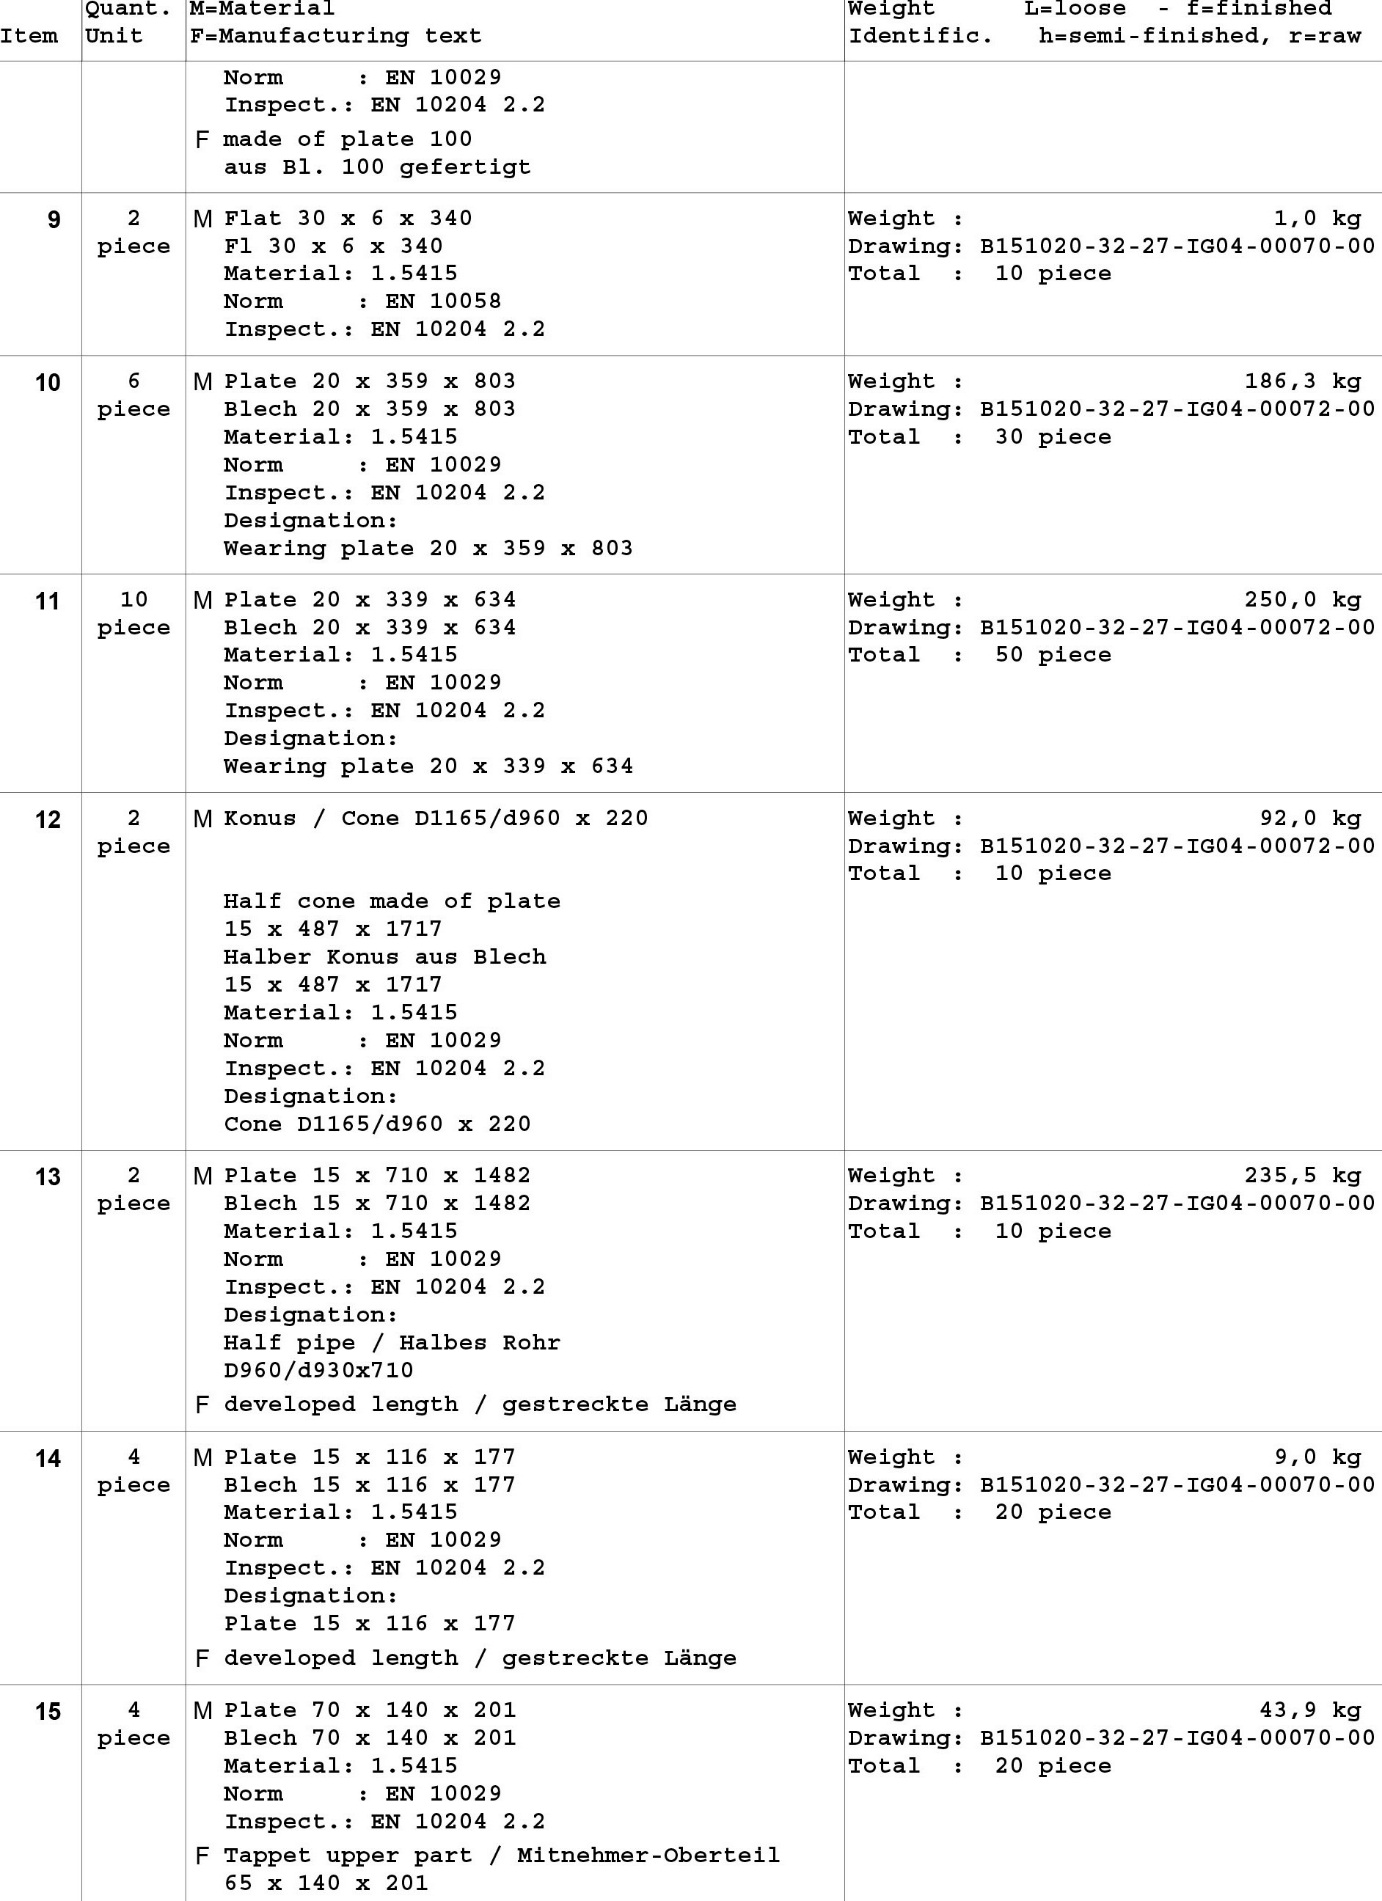 Quant. M=Material Weight L=loose - f=finished
Item Unit F=Manufacturing text Identific. h=semi-finished, r=raw
Norm : EN 10029
Inspect.: EN 10204 2.2
F made of plate 100
aus Bl. 100 gefertigt
9 2 M Flat 30 x 6 x 340 Weight : 1,0 kg
piece Fl 30 x 6 x 340 Drawing: B151020-32-27-IG04-00070-00
Material: 1.5415 Total : 10 piece
Norm : EN 10058
Inspect.: EN 10204 2.2
10 6 M Plate 20 x 359 x 803 Weight : 186,3 kg
piece Blech 20 x 359 x 803 Drawing: B151020-32-27-IG04-00072-00
Material: 1.5415 Total : 30 piece
Norm : EN 10029
Inspect.: EN 10204 2.2
Designation:
Wearing plate 20 x 359 x 803
11 10 M Plate 20 x 339 x 634 Weight : 250,0 kg
piece Blech 20 x 339 x 634 Drawing: B151020-32-27-IG04-00072-00
Material: 1.5415 Total : 50 piece
Norm : EN 10029
Inspect.: EN 10204 2.2
Designation:
Wearing plate 20 x 339 x 634
12 2 M Konus / Cone D1165/d960 x 220 Weight : 92,0 kg
piece Drawing: B151020-32-27-IG04-00072-00
Total : 10 piece
Half cone made of plate
15 x 487 x 1717
Halber Konus aus Blech
15 x 487 x 1717
Material: 1.5415
Norm : EN 10029
Inspect.: EN 10204 2.2
Designation:
Cone D1165/d960 x 220
13 2 M Plate 15 x 710 x 1482 Weight : 235,5 kg
piece Blech 15 x 710 x 1482 Drawing: B151020-32-27-IG04-00070-00
Material: 1.5415 Total : 10 piece
Norm : EN 10029
Inspect.: EN 10204 2.2
Designation:
Half pipe / Halbes Rohr
D960/d930x710
F developed length / gestreckte Länge
14 4 M Plate 15 x 116 x 177 Weight : 9,0 kg
piece Blech 15 x 116 x 177 Drawing: B151020-32-27-IG04-00070-00
Material: 1.5415 Total : 20 piece
Norm : EN 10029
Inspect.: EN 10204 2.2
Designation:
Plate 15 x 116 x 177
F developed length / gestreckte Länge
15 4 M Plate 70 x 140 x 201 Weight : 43,9 kg
piece Blech 70 x 140 x 201 Drawing: B151020-32-27-IG04-00070-00
Material: 1.5415 Total : 20 piece
Norm : EN 10029
Inspect.: EN 10204 2.2
F Tappet upper part / Mitnehmer-Oberteil
65 x 140 x 201